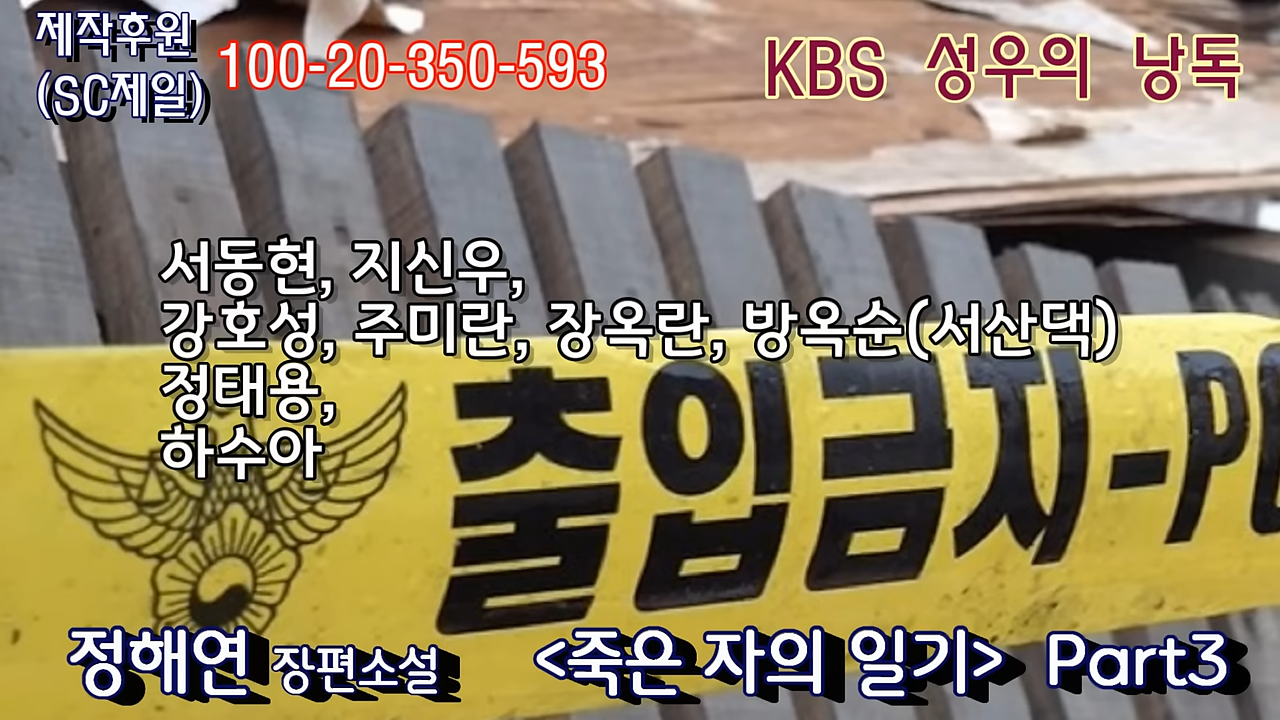 제작후원
(SC제일)
100-20-350-593
KBS 성우의 낭독
서동현, 지신우,
강호성, 주미란, 장옥란, 방옥순(서산댁)
정태용,
하수아
출입금지-P
정해연 장편소설 <죽은 자의 일기> Part3